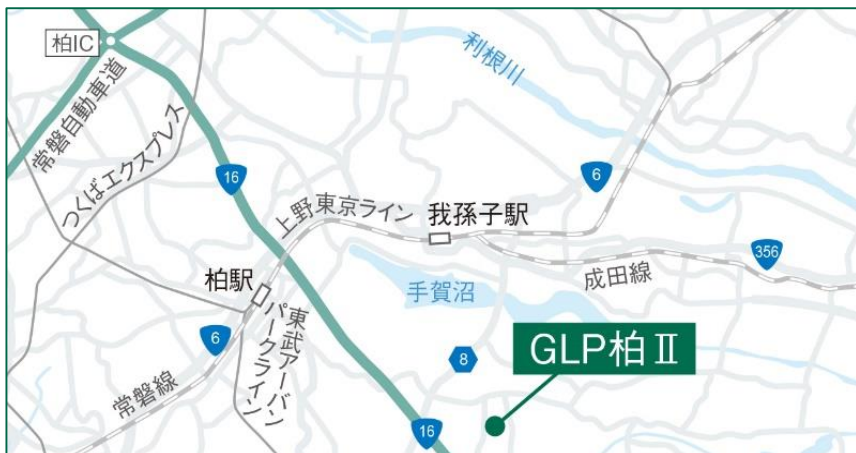 柏IC
利根川
常磐自動車道
つくばエクスプレス
16
6
上野東京ライン
我孫子駅
356
柏駅
手賀沼
成田線
東武アーバン
パークライン
6
8
GLP柏Ⅱ
常磐線
16